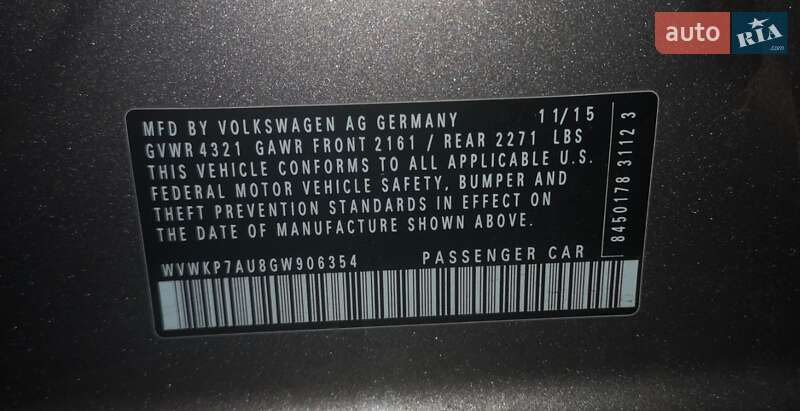 auto RIA.com
MFD BY VOLKSWAGEN AG GERMANY 11/15
GVWR 4321 GAWR FRONT 2161 / REAR 2271 LBS
THIS VEHICLE CONFORMS TO ALL APPLICABLE U.S.
FEDERAL MOTOR VEHICLE SAFETY, BUMPER AND
THEFT PREVENTION STANDARDS IN EFFECT ON
THE DATE OF MANUFACTURE SHOWN ABOVE.
WVWKP7AU8GW906354 PASSENGER CAR
8450178 3112 3